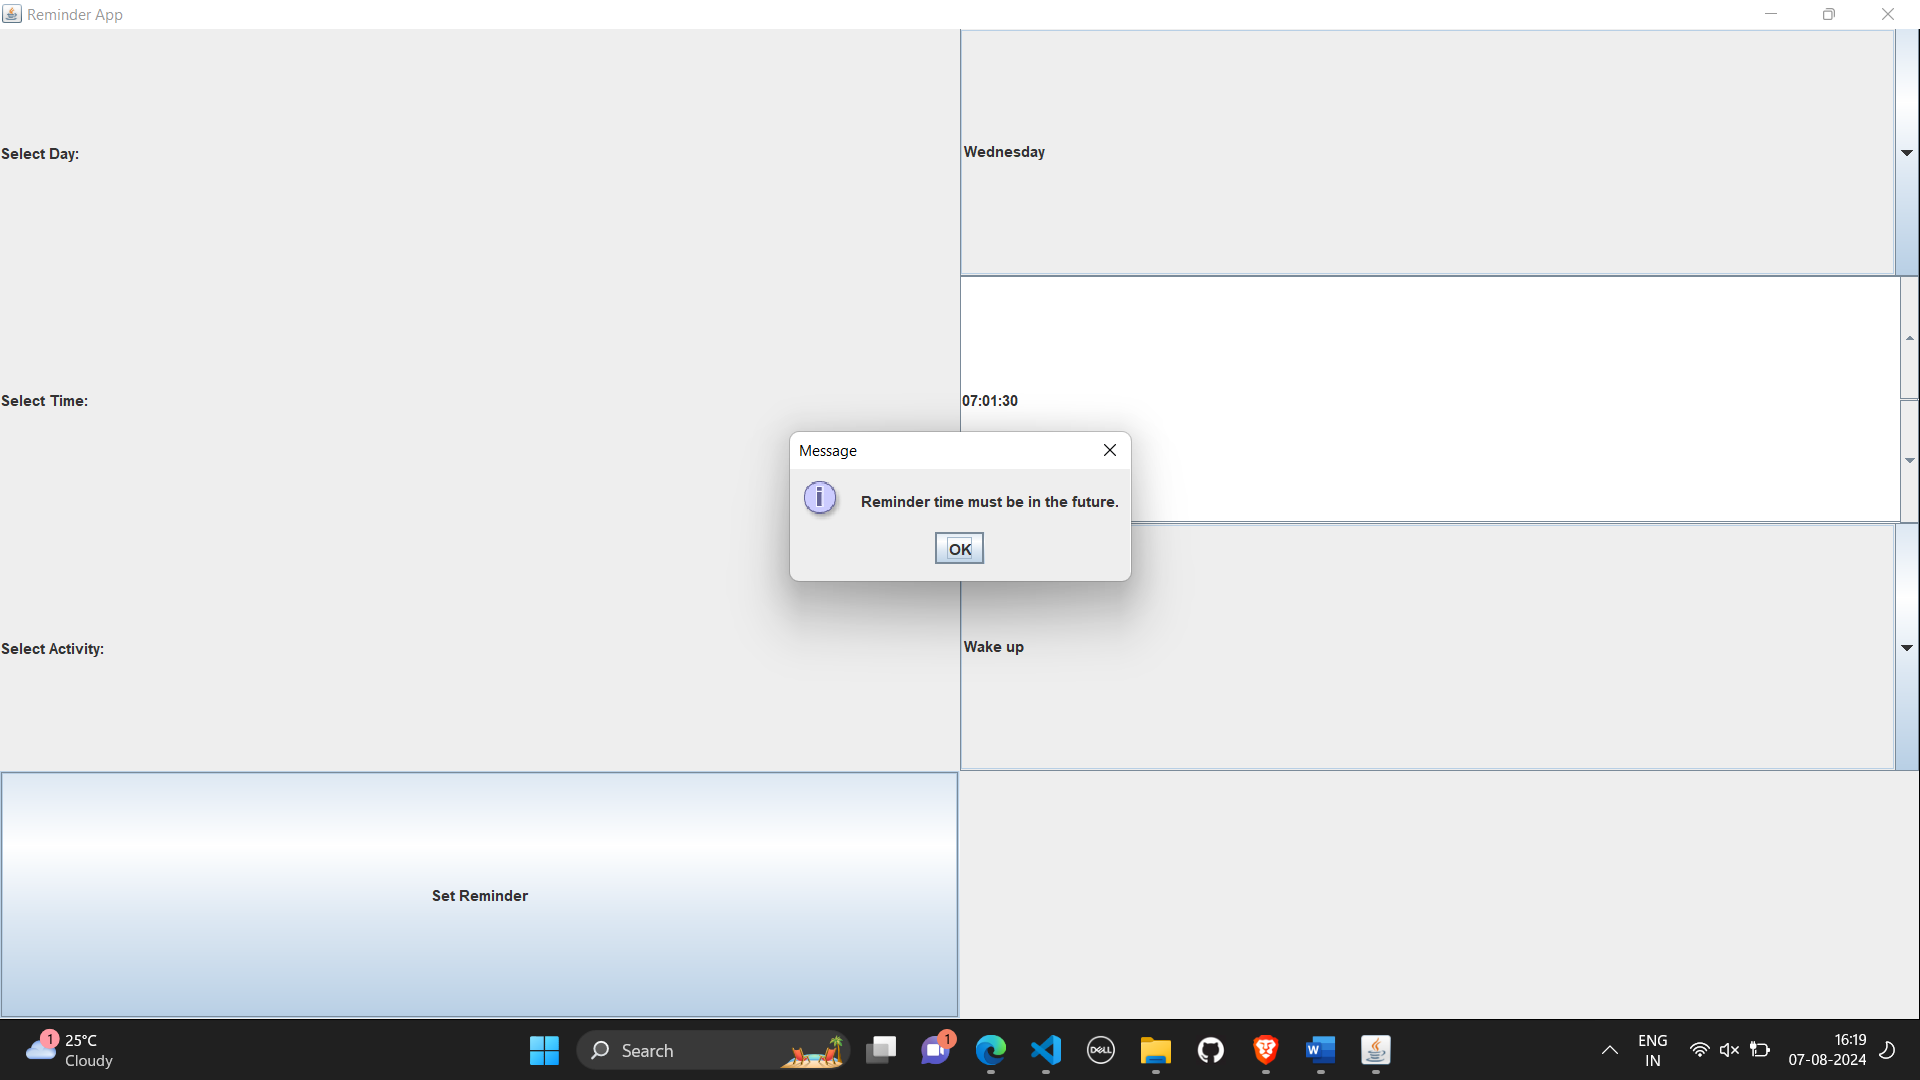 Reminder App
Select Day:
Wednesday
Select Time:
07:01:30
Message
i
Reminder time must be in the future.
OK
Select Activity:
Wake up
Set Reminder
1
25°C
Cloudy
Search
1
DELL
W
ENG
IN
16:19
07-08-2024